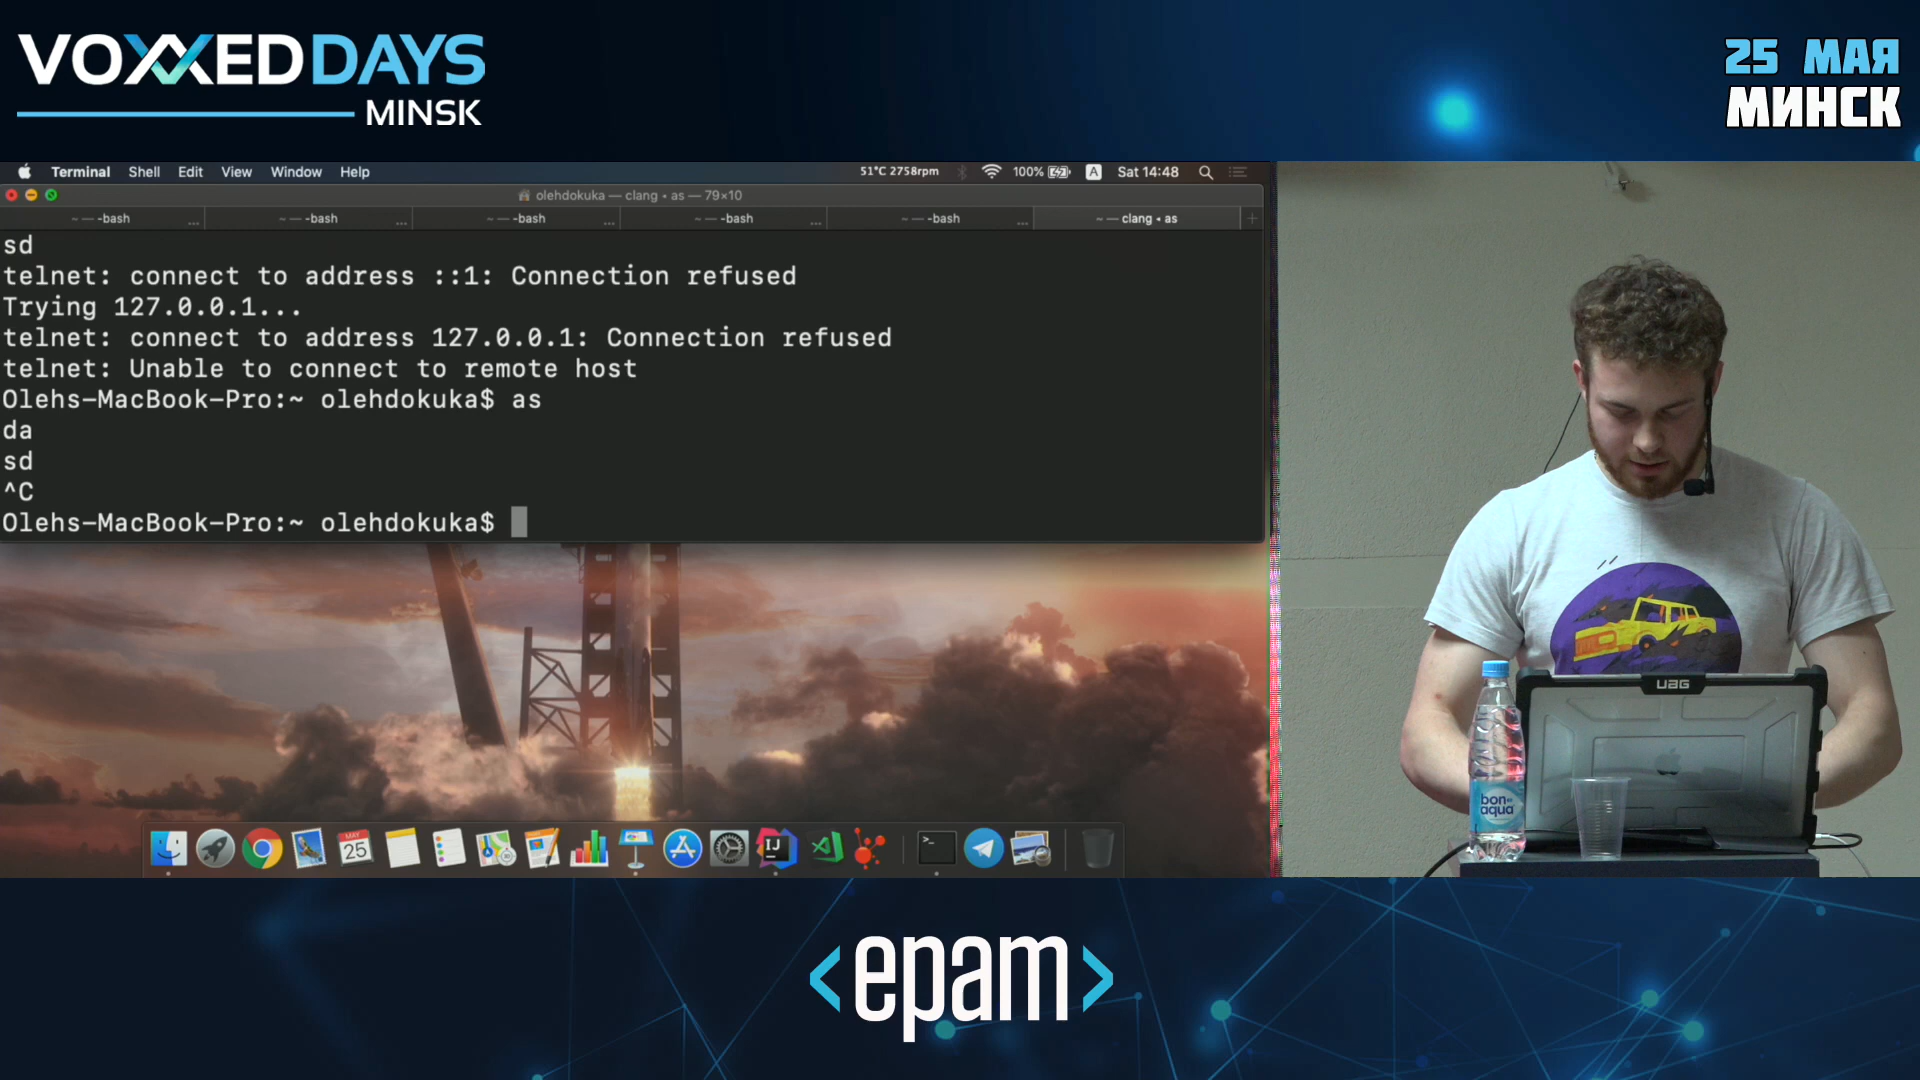 VOXXEDDAYS
MINSK
25 МАЯ
МИНСК
Terminal Shell Edit View Window Help
51°C 2758rpm 100% A Sat 14:48
olehdokuka — clang • as — 79×10
~ — -bash ...
~ — -bash ...
~ — -bash ...
~ — -bash ...
~ — -bash ...
~ — clang • as
sd
telnet: connect to address ::1: Connection refused
Trying 127.0.0.1...
telnet: connect to address 127.0.0.1: Connection refused
telnet: Unable to connect to remote host
Olehs-MacBook-Pro:~ olehdokuka$ as
da
sd
^C
Olehs-MacBook-Pro:~ olehdokuka$
UAG
bon
aqua
MAY
25
IJ
>_
<epam>